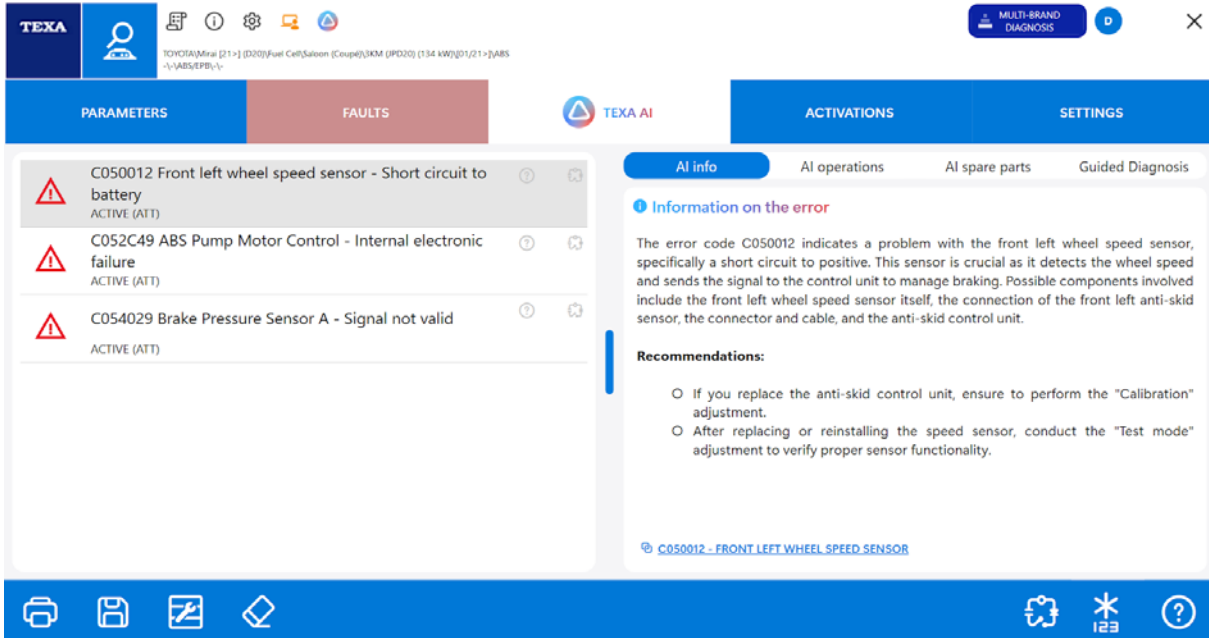 TEXA
MULTI-BRAND
DIAGNOSIS
D
TOYOTA\Mirai [21>] (D20)\Fuel Cell\Saloon (Coupé)\3KM (JPD20) (134 kW)\[01/21>]\ABS
-\-\ABS/EPB\-\-
PARAMETERS
FAULTS
TEXA AI
ACTIVATIONS
SETTINGS
C050012 Front left wheel speed sensor - Short circuit to
battery
ACTIVE (ATT)
C052C49 ABS Pump Motor Control - Internal electronic
failure
ACTIVE (ATT)
C054029 Brake Pressure Sensor A - Signal not valid
ACTIVE (ATT)
AI info
AI operations
AI spare parts
Guided Diagnosis
Information on the error
The error code C050012 indicates a problem with the front left wheel speed sensor,
specifically a short circuit to positive. This sensor is crucial as it detects the wheel speed
and sends the signal to the control unit to manage braking. Possible components involved
include the front left wheel speed sensor itself, the connection of the front left anti-skid
sensor, the connector and cable, and the anti-skid control unit.
Recommendations:
If you replace the anti-skid control unit, ensure to perform the "Calibration"
adjustment.
After replacing or reinstalling the speed sensor, conduct the "Test mode"
adjustment to verify proper sensor functionality.
C050012 - FRONT LEFT WHEEL SPEED SENSOR
123